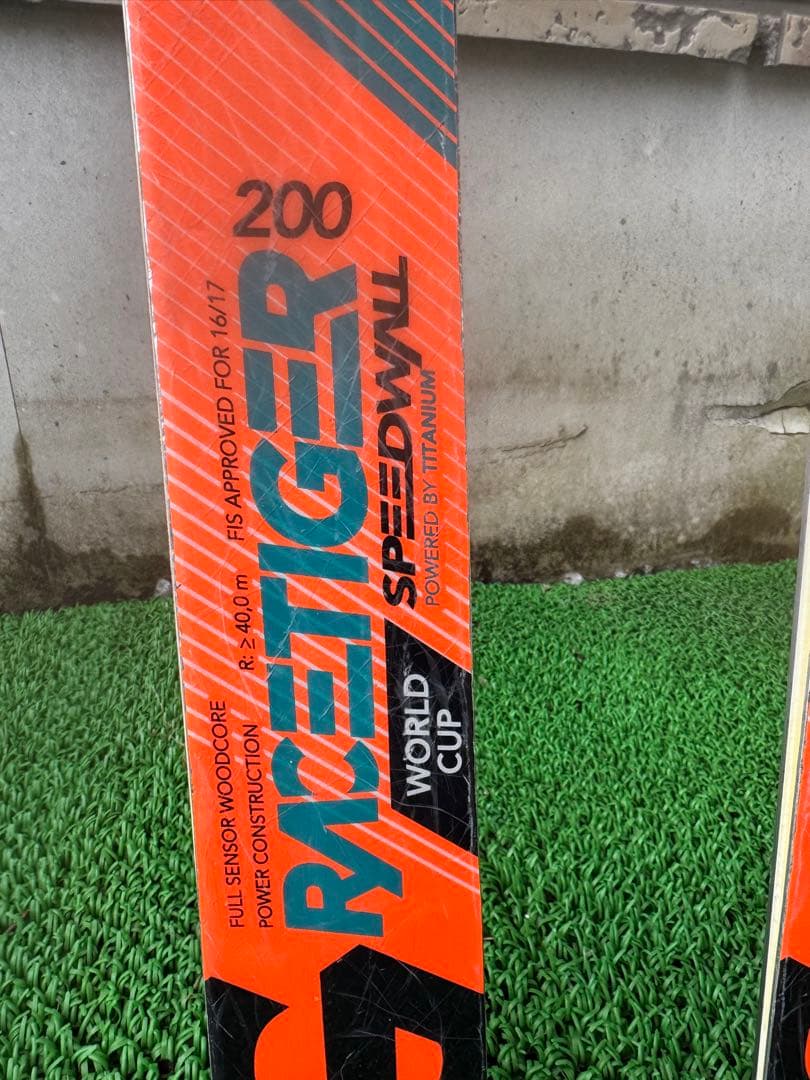 200
RACETIGER
SPEEDWALL
POWERED BY TITANIUM
WORLD
CUP
FIS APPROVED FOR 16/17
R: ≥ 40,0 m
FULL SENSOR WOODCORE
POWER CONSTRUCTION